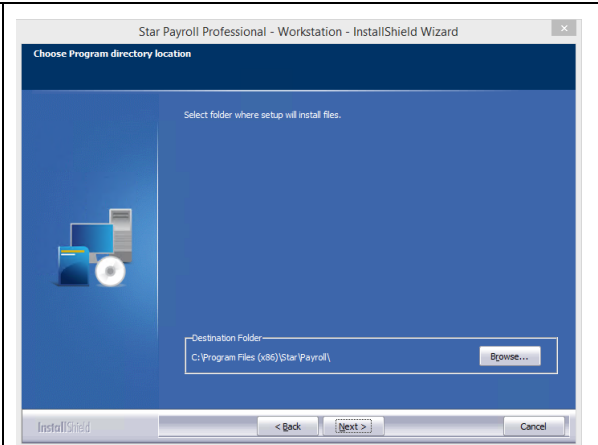 Star Payroll Professional - Workstation - InstallShield Wizard
Choose Program directory location
Select folder where setup will install files.
Destination Folder
C:\Program Files (x86)\Star\Payroll\
Browse...
InstallShield
< Back
Next >
Cancel